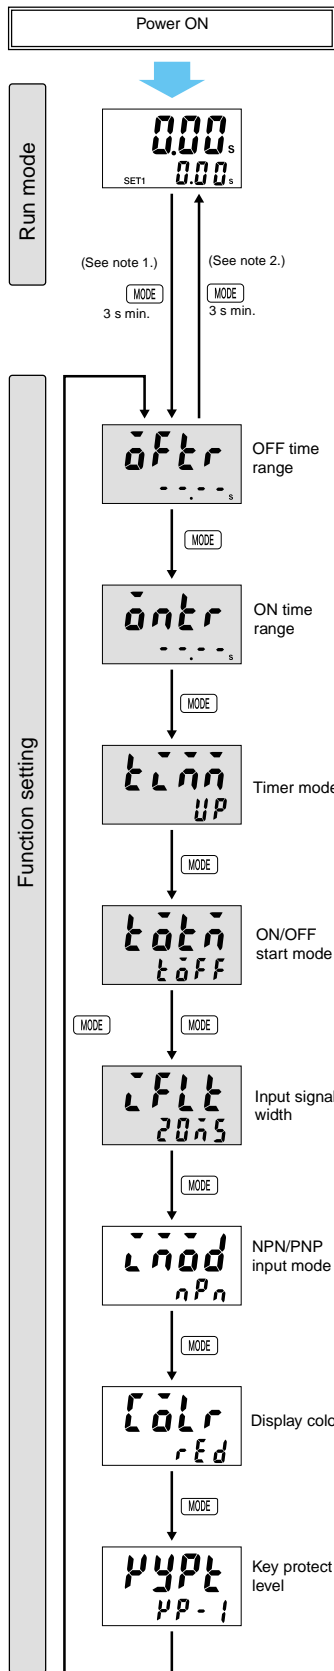 Power ON
Run mode
0.00 s
SET1 0.00 s
(See note 1.)
(See note 2.)
MODE
MODE
3 s min.
3 s min.
Function setting
oFtr
--.-- s
OFF time
range
MODE
ontr
--.-- s
ON time
range
MODE
timm
UP
Timer mode
MODE
totm
toFF
ON/OFF
start mode
MODE
MODE
iFLt
20mS
Input signal
width
MODE
imod
nPn
NPN/PNP
input mode
MODE
CoLr
rEd
Display colo
MODE
KyPt
KP-1
Key protect
level